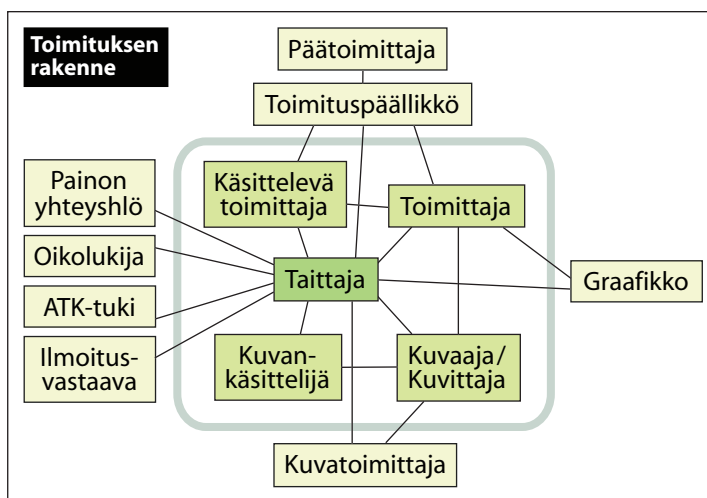 Toimituksen
rakenne
Päätoimittaja
Toimituspäällikkö
Käsittelevä
toimittaja
Toimittaja
Painon
yhteyshlö
Oikolukija
ATK-tuki
Ilmoitus-
vastaava
Taittaja
Graafikko
Kuvan-
käsittelijä
Kuvaaja/
Kuvittaja
Kuvatoimittaja